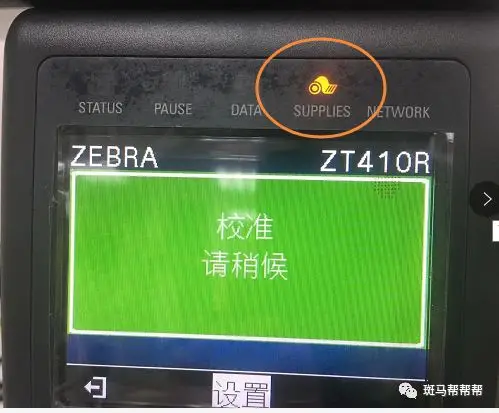 STATUS PAUSE DATA SUPPLIES NETWORK
ZEBRA ZT410R
校准
请稍候
设置
斑马帮帮帮